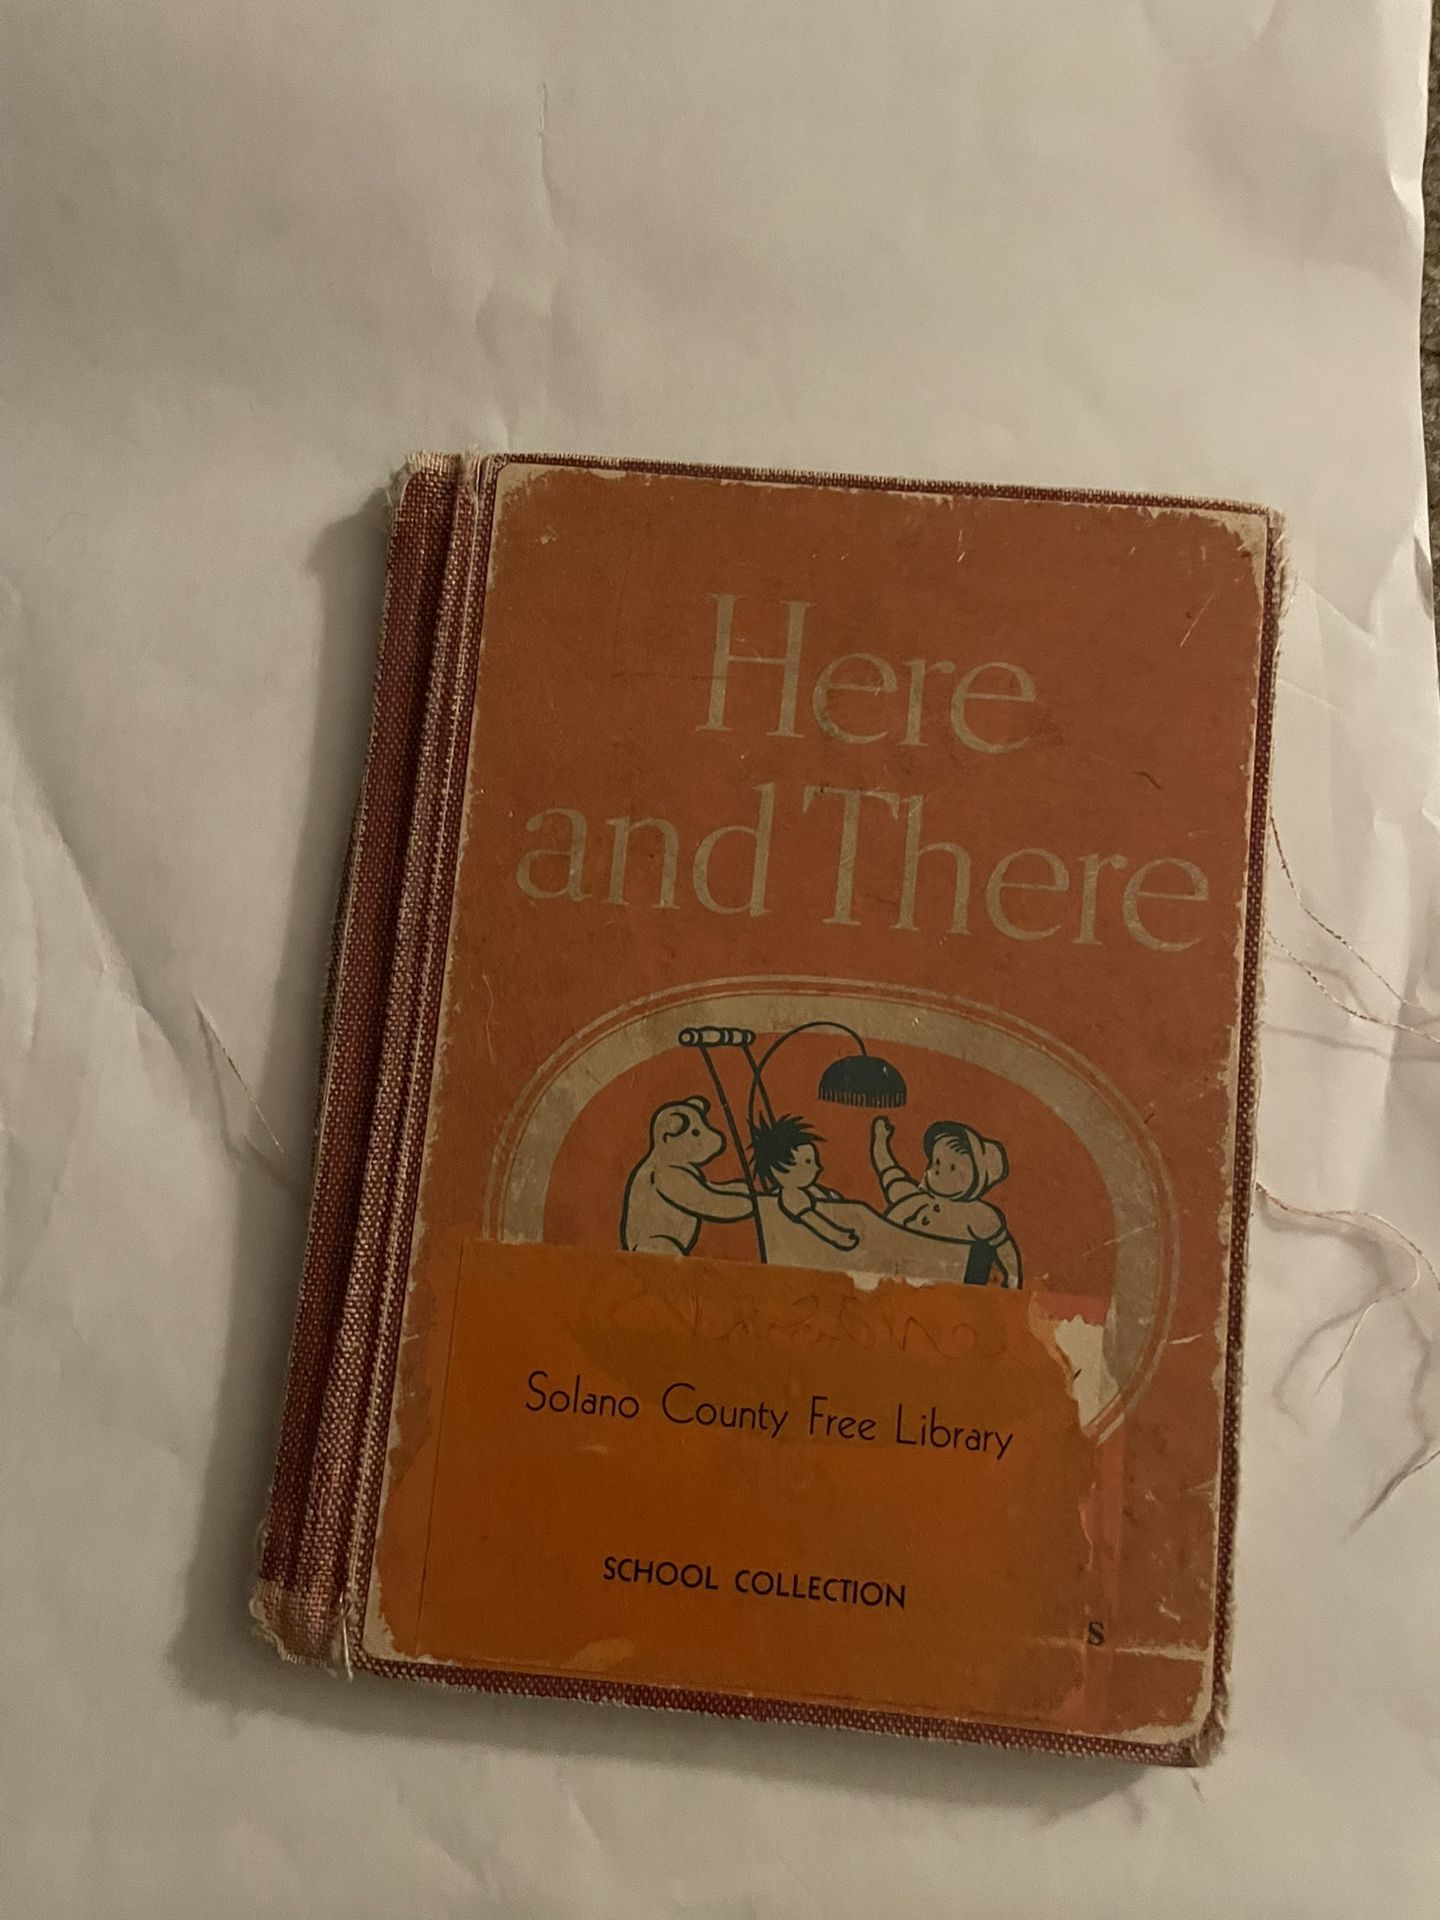 Here
and There
Solano County Free Library
SCHOOL COLLECTION
S